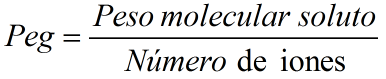 Peg = Peso molecular soluto
Número de iones